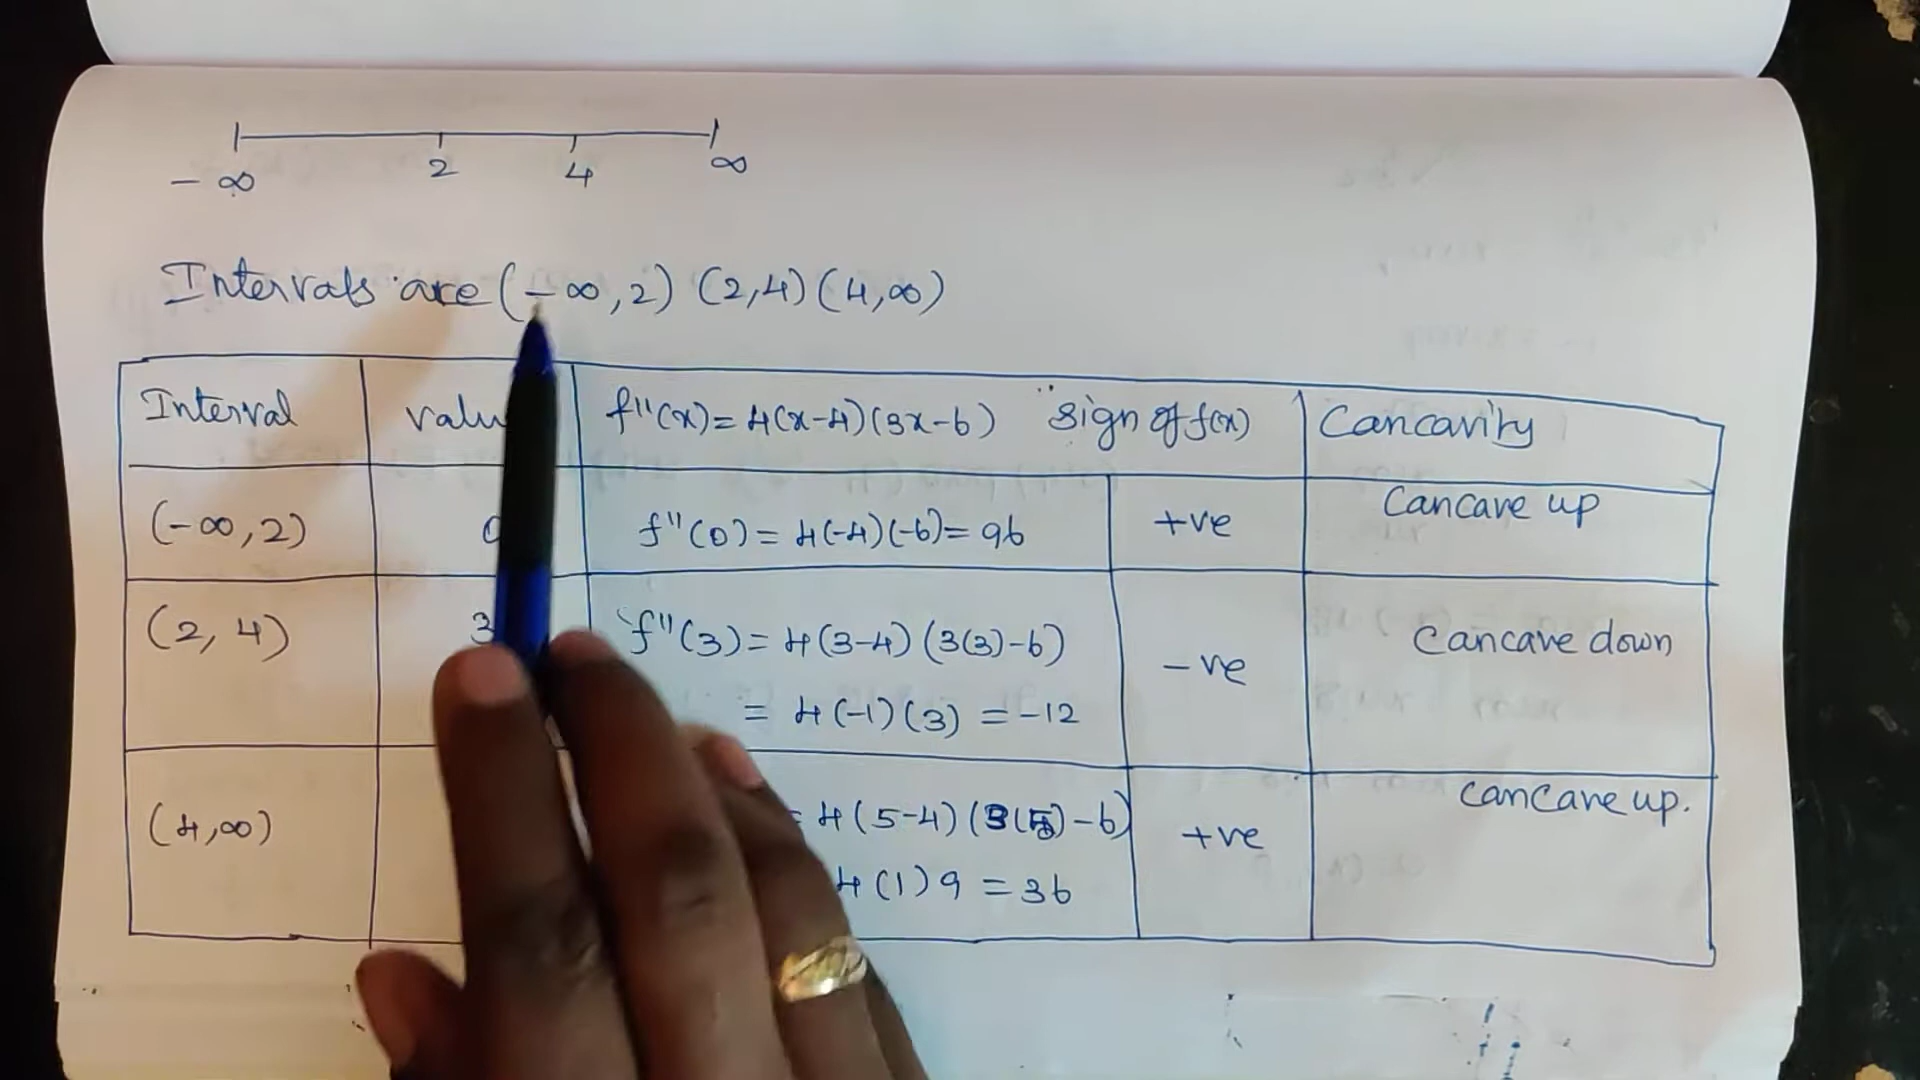 - ∞ 2 4 ∞
Intervals are (-∞,2) (2,4) (4,∞)
Interval f"(x)= 4(x-4)(3x-6) sign of f(x) Cancavity
(-∞,2) f"(0)= 4(-4)(-6)= 96 +ve Cancave up
(2,4) 3 f"(3)= 4(3-4)(3(3)-6) -ve Cancave down
= 4(-1)(3) = -12
(4,∞) = 4(5-4)(3(5)-6) +ve cancave up.
4(1)9 = 36